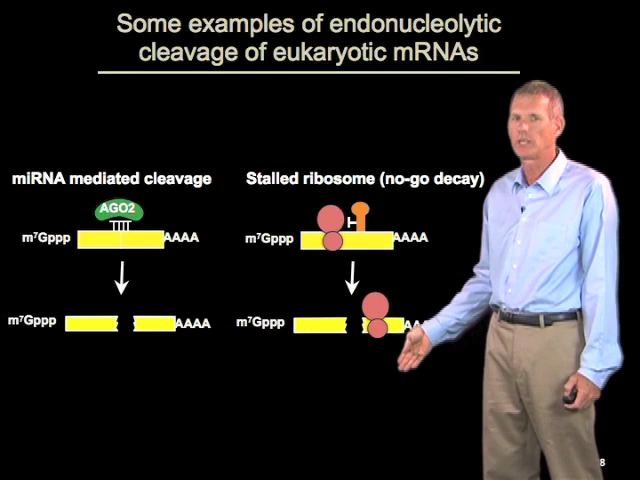 Some examples of endonucleolytic
cleavage of eukaryotic mRNAs
miRNA mediated cleavage
AGO2
m⁷Gppp AAAA
m⁷Gppp AAAA
Stalled ribosome (no-go decay)
m⁷Gppp AAAA
m⁷Gppp AA
8